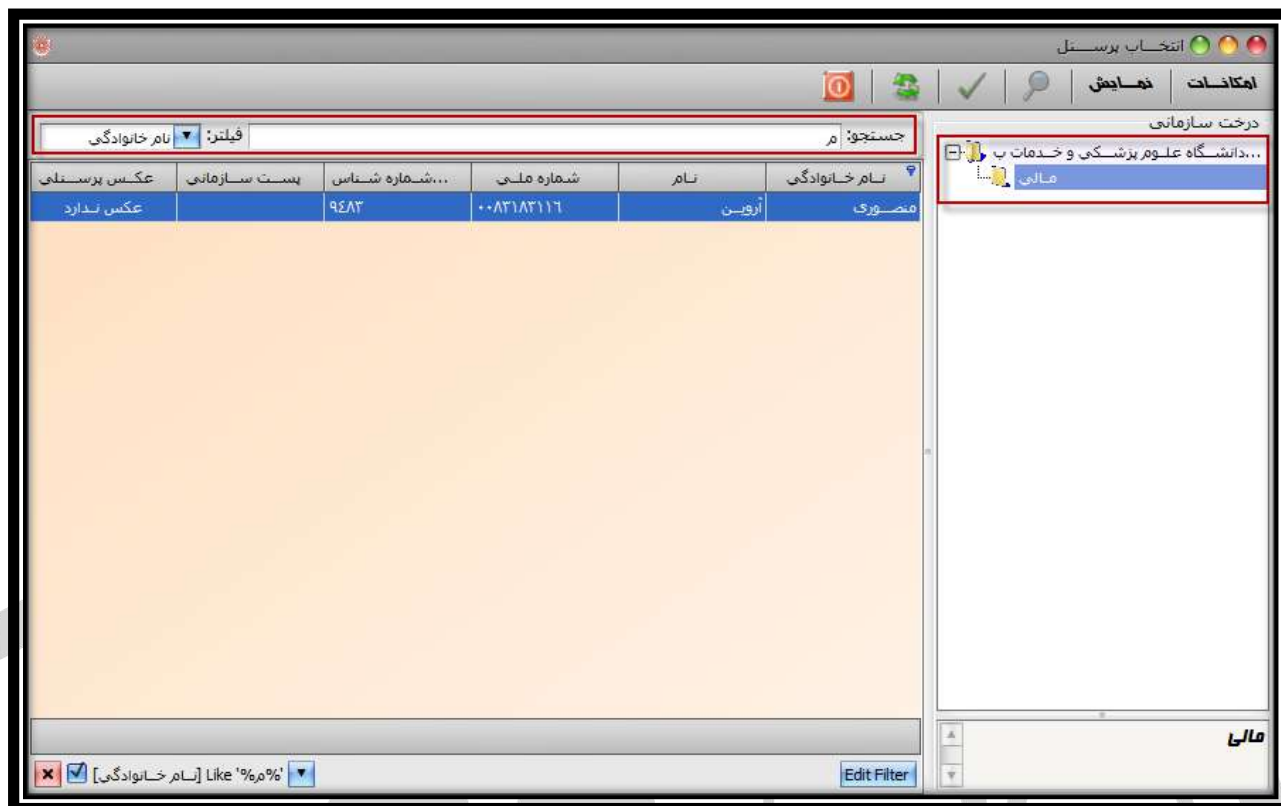 انتخاب پرسنل
امکانات نمایش
درخت سازمانی
...دانشگاه علوم پزشکی و خدمات ب
مالی
جستجو: م فیلتر: نام خانوادگی
نام خانوادگی نام شماره ملی شماره شناس... پست سازمانی عکس پرسنلی
منصوری آروین ۰۰۸۳۱۸۳۱۱۶ ۹۴۸۳ عکس ندارد
مالی
[نام خانوادگی] Like '%م%'
Edit Filter